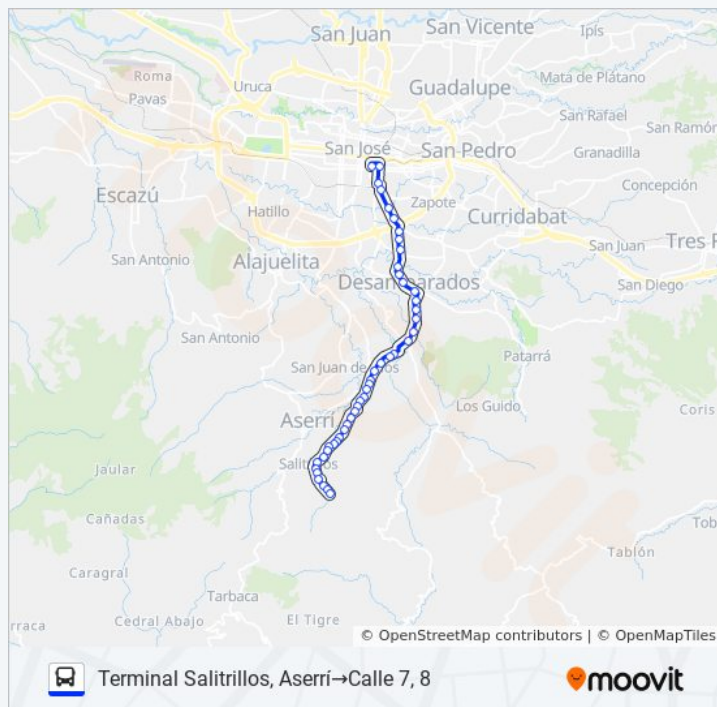 San Juan
San Vicente
Ipís
Roma
Mata de Plátano
Uruca
Guadalupe
Pavas
San Rafael
San Ramón
San José
San Pedro
Granadilla
Concepción
Escazú
Hatillo
Zapote
Curridabat
San Juan
Tres
San Antonio
Alajuelita
Desamparados
San Diego
San Antonio
Patarrá
San Juan de
Los Guido
Coris
Aserrí
Salitrillos
Jaular
Cañadas
Tablón
Caragral
Tarbaca
El Tigre
Cedral Abajo
© OpenStreetMap contributors | © OpenMapTiles
Terminal Salitrillos, Aserrí→Calle 7, 8
moovit